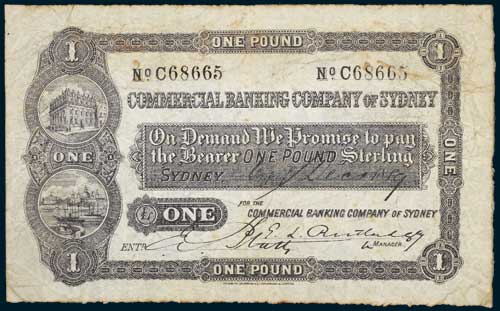 1 ONE POUND 1
No C68665 No C68665
COMMERCIAL BANKING COMPANY OF SYDNEY
On Demand We Promise to pay
the Bearer ONE POUND Sterling
ONE
ONE
SYDNEY
£1 ONE
FOR THE
COMMERCIAL BANKING COMPANY OF SYDNEY
ENTD.
MANAGER
1 ONE POUND 1